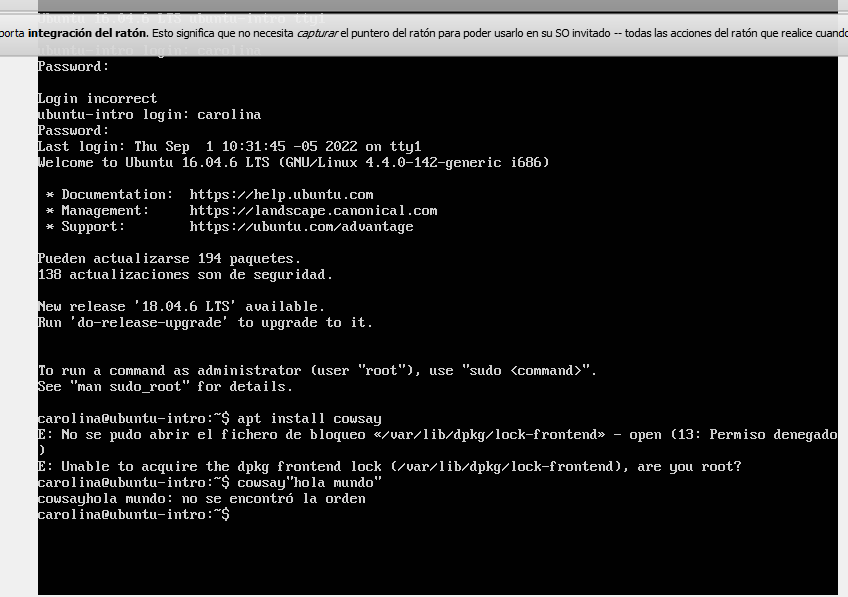 Ubuntu 16.04.6 LTS ubuntu-intro tty1
porta integración del ratón. Esto significa que no necesita capturar el puntero del ratón para poder usarlo en su SO invitado -- todas las acciones del ratón que realice cuando
ubuntu-intro login: carolina
Password:
Login incorrect
ubuntu-intro login: carolina
Password:
Last login: Thu Sep  1 10:31:45 -05 2022 on tty1
Welcome to Ubuntu 16.04.6 LTS (GNU/Linux 4.4.0-142-generic i686)
 * Documentation:  https://help.ubuntu.com
 * Management:     https://landscape.canonical.com
 * Support:        https://ubuntu.com/advantage
Pueden actualizarse 194 paquetes.
138 actualizaciones son de seguridad.
New release '18.04.6 LTS' available.
Run 'do-release-upgrade' to upgrade to it.
To run a command as administrator (user "root"), use "sudo <command>".
See "man sudo_root" for details.
carolina@ubuntu-intro:~$ apt install cowsay
E: No se pudo abrir el fichero de bloqueo «/var/lib/dpkg/lock-frontend» - open (13: Permiso denegado
)
E: Unable to acquire the dpkg frontend lock (/var/lib/dpkg/lock-frontend), are you root?
carolina@ubuntu-intro:~$ cowsay"hola mundo"
cowsayhola mundo: no se encontró la orden
carolina@ubuntu-intro:~$